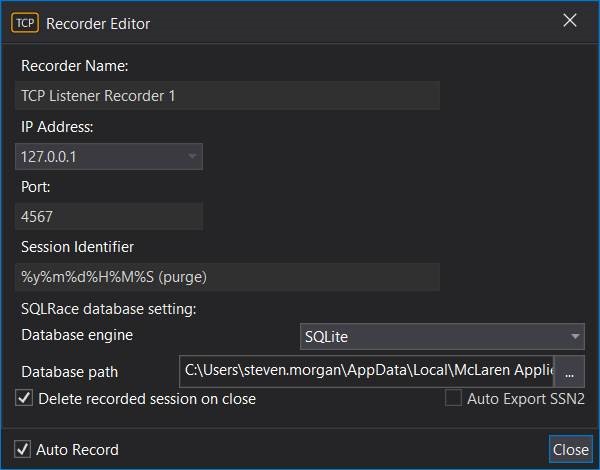 TCP Recorder Editor
Recorder Name:
TCP Listener Recorder 1
IP Address:
127.0.0.1
Port:
4567
Session Identifier
%y%m%d%H%M%S (purge)
SQLRace database setting:
Database engine SQLite
Database path C:\Users\steven.morgan\AppData\Local\McLaren Applie ...
Delete recorded session on close Auto Export SSN2
Auto Record Close